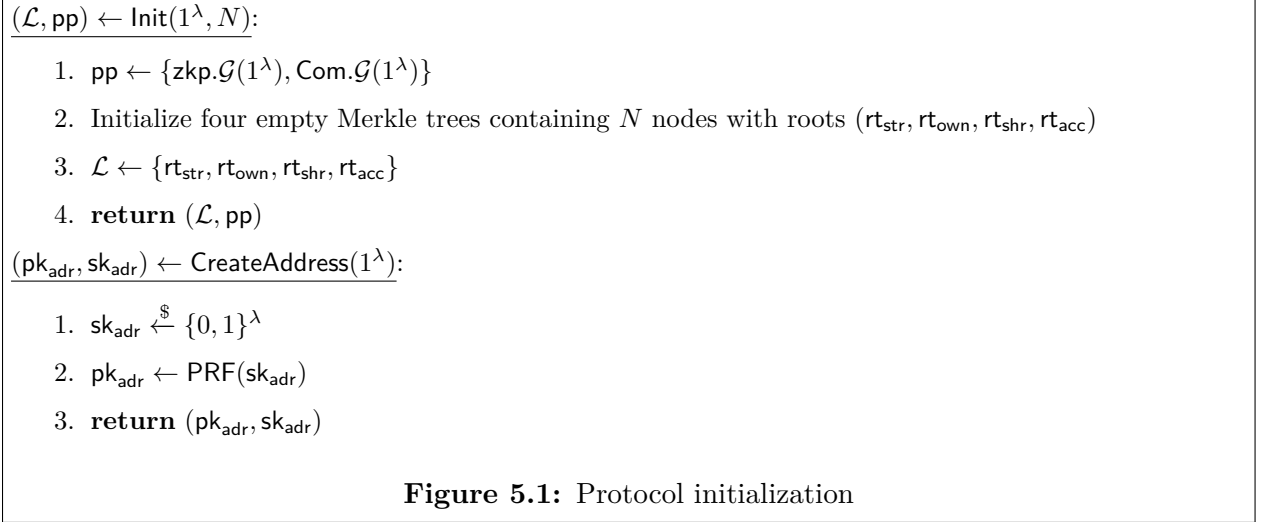 (ℒ, pp) ← Init(1^λ, N):
1. pp ← {zkp.𝒢(1^λ), Com.𝒢(1^λ)}
2. Initialize four empty Merkle trees containing N nodes with roots (rt_str, rt_own, rt_shr, rt_acc)
3. ℒ ← {rt_str, rt_own, rt_shr, rt_acc}
4. return (ℒ, pp)
(pk_adr, sk_adr) ← CreateAddress(1^λ):
1. sk_adr ←$ {0, 1}^λ
2. pk_adr ← PRF(sk_adr)
3. return (pk_adr, sk_adr)
Figure 5.1: Protocol initialization